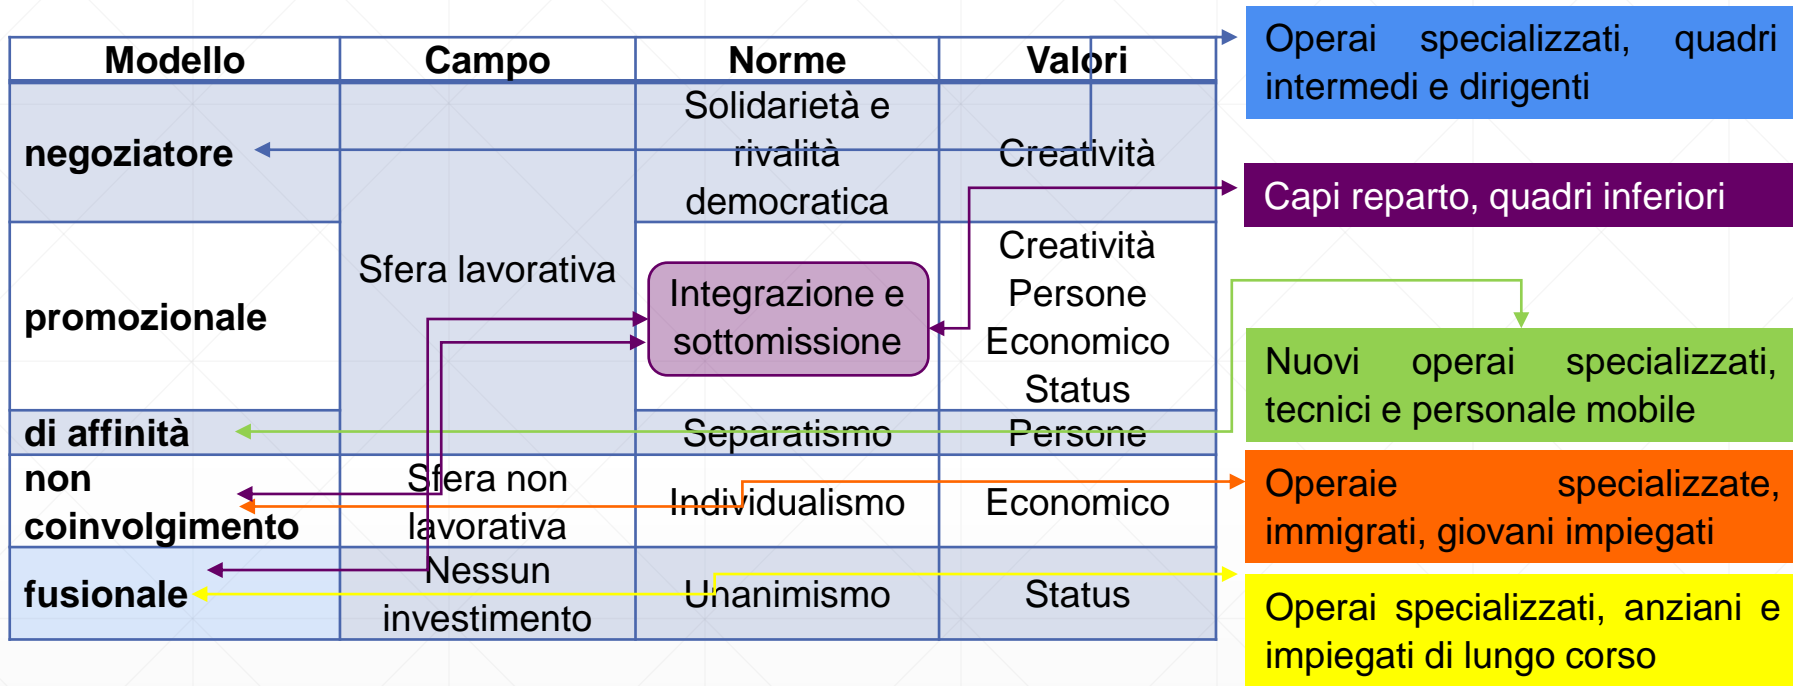 Modello
Campo
Norme
Valori
negoziatore
Sfera lavorativa
Solidarietà e
rivalità
democratica
Creatività
promozionale
Integrazione e
sottomissione
Creatività
Persone
Economico
Status
di affinità
Separatismo
Persone
non
coinvolgimento
Sfera non
lavorativa
Individualismo
Economico
fusionale
Nessun
investimento
Unanimismo
Status
Operai specializzati, quadri
intermedi e dirigenti
Capi reparto, quadri inferiori
Nuovi operai specializzati,
tecnici e personale mobile
Operaie specializzate,
immigrati, giovani impiegati
Operai specializzati, anziani e
impiegati di lungo corso